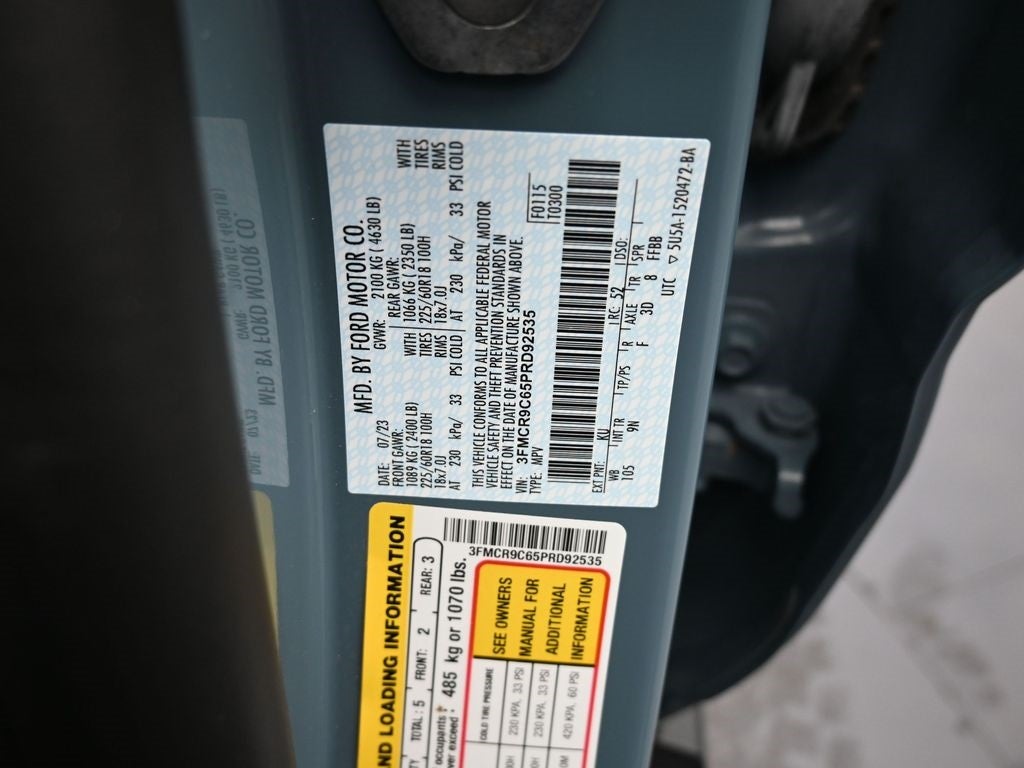 MFD. BY FORD MOTOR CO.
DATE: 07/23 GWR: 2100 KG ( 4630 LB)
FRONT GAWR: REAR GAWR:
1089 KG ( 2400 LB) WITH 1066 KG ( 2350 LB) WITH
225/60R18 100H TIRES 225/60R18 100H TIRES
18x7.0J RIMS 18x7.0J RIMS
AT 230 kPa/ 33 PSI COLD AT 230 kPa/ 33 PSI COLD
THIS VEHICLE CONFORMS TO ALL APPLICABLE FEDERAL MOTOR
VEHICLE SAFETY AND THEFT PREVENTION STANDARDS IN
EFFECT ON THE DATE OF MANUFACTURE SHOWN ABOVE.
VIN: 3FMCR9C65PRD92535 F0115
TYPE: MPV T0300
EXT PNT: KU RC: 52 DSO:
WB INT TR TP/PS R AXLE TR SPR
105 9N F 3D 8 FFBB
UTC ▽ 5U5A-1520472-BA
ND LOADING INFORMATION
TOTAL: 5 FRONT: 2 REAR: 3
occupants
ver exceed 485 kg or 1070 lbs.
3FMCR9C65PRD92535
COLD TIRE PRESSURE
230 KPA, 33 PSI
230 KPA, 33 PSI
420 KPA, 60 PSI
SEE OWNERS
MANUAL FOR
ADDITIONAL
INFORMATION